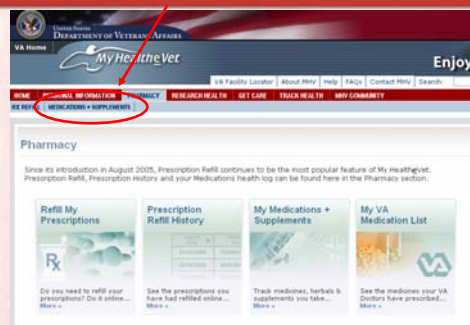 United States
DEPARTMENT OF VETERANS AFFAIRS
VA Home
My HealtheVet
Enjoy
VA Facility Locator | About MHV | Help | FAQs | Contact MHV | Search:
HOME PERSONAL INFORMATION PHARMACY RESEARCH HEALTH GET CARE TRACK HEALTH MHV COMMUNITY
RX REFILL | MEDICATIONS + SUPPLEMENTS
Pharmacy
Since its introduction in August 2005, Prescription Refill continues to be the most popular feature of My HealtheVet.
Prescription Refill, Prescription History and your Medications health log can be found here in the Pharmacy section.
Refill My
Prescriptions
Prescription
Refill History
My Medications +
Supplements
My VA
Medication List
Rx
VA
Do you need to refill your
prescriptions? Do it online...
More »
See the prescriptions you
have had refilled online...
More »
Track medicines, herbals &
supplements you take...
More »
See the medicines your VA
Doctors have prescribed...
More »